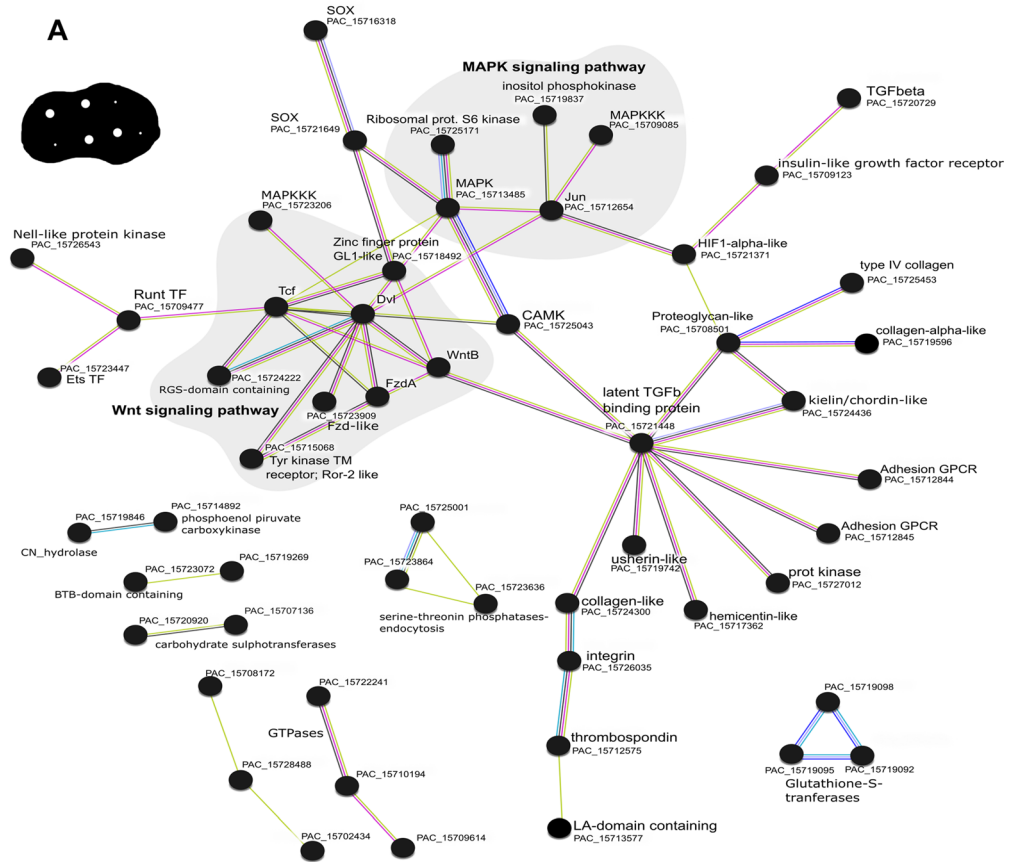 A
SOX
PAC_15716318
MAPK signaling pathway
inositol phosphokinase
PAC_15719837
TGFbeta
PAC_15720729
SOX
PAC_15721649
Ribosomal prot. S6 kinase
PAC_15725171
MAPKKK
PAC_15709085
insulin-like growth factor receptor
PAC_15709123
MAPKKK
PAC_15723206
MAPK
PAC_15713485
Jun
PAC_15712654
Nell-like protein kinase
PAC_15726543
Zinc finger protein
GL1-like
PAC_15718492
HIF1-alpha-like
PAC_15721371
type IV collagen
PAC_15725453
Runt TF
PAC_15709477
Tcf
Dvl
CAMK
PAC_15725043
Proteoglycan-like
PAC_15708501
collagen-alpha-like
PAC_15719596
PAC_15723447
Ets TF
PAC_15724222
RGS-domain containing
WntB
FzdA
Wnt signaling pathway
PAC_15723909
Fzd-like
latent TGFb
binding protein
PAC_15721448
kielin/chordin-like
PAC_15724436
PAC_15715068
Tyr kinase TM
receptor; Ror-2 like
Adhesion GPCR
PAC_15712844
PAC_15714892
PAC_15719846
phosphoenol piruvate
carboxykinase
CN_hydrolase
PAC_15725001
Adhesion GPCR
PAC_15712845
PAC_15719269
PAC_15723072
BTB-domain containing
PAC_15723864
PAC_15723636
serine-threonin phosphatases-
endocytosis
usherin-like
PAC_15719742
prot kinase
PAC_15727012
PAC_15707136
PAC_15720920
carbohydrate sulphotransferases
collagen-like
PAC_15724300
hemicentin-like
PAC_15717362
integrin
PAC_15726035
PAC_15708172
PAC_15722241
GTPases
PAC_15719098
thrombospondin
PAC_15712575
PAC_15728488
PAC_15710194
PAC_15719095
PAC_15719092
Glutathione-S-
tranferases
PAC_15702434
PAC_15709614
LA-domain containing
PAC_15713577